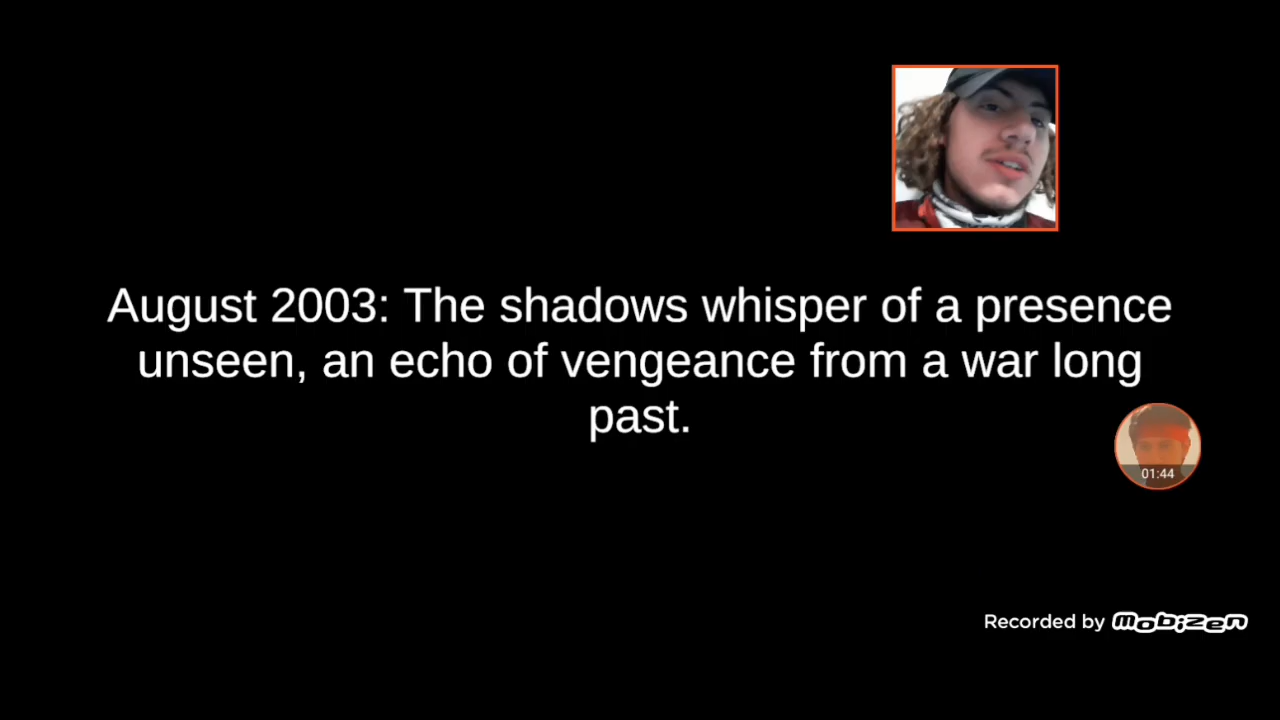 August 2003: The shadows whisper of a presence
unseen, an echo of vengeance from a war long
past.
01:44
Recorded by Mobizen